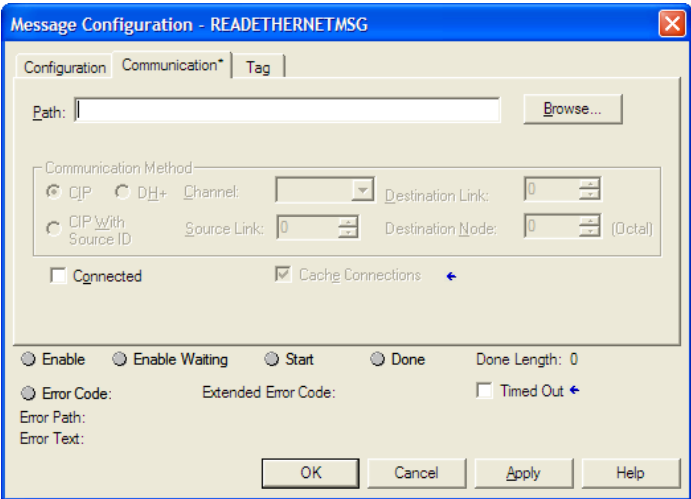 Message Configuration - READETHERNETMSG
Configuration Communication* Tag
Path: Browse...
Communication Method
CIP DH+ Channel: Destination Link: 0
CIP With Source ID Source Link: 0 Destination Node: 0 (Octal)
Connected Cache Connections
Enable Enable Waiting Start Done Done Length: 0
Error Code: Extended Error Code: Timed Out
Error Path:
Error Text:
OK Cancel Apply Help